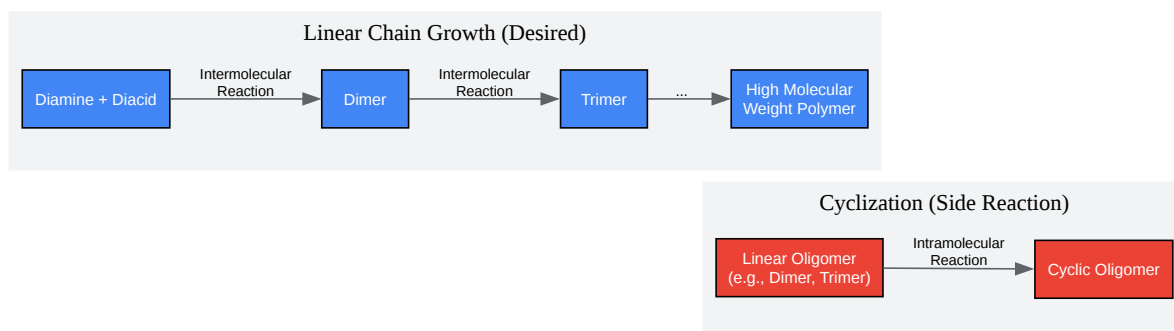 Linear Chain Growth (Desired)
Diamine + Diacid
Intermolecular
Reaction
Dimer
Intermolecular
Reaction
Trimer
...
High Molecular
Weight Polymer
Cyclization (Side Reaction)
Linear Oligomer
(e.g., Dimer, Trimer)
Intramolecular
Reaction
Cyclic Oligomer